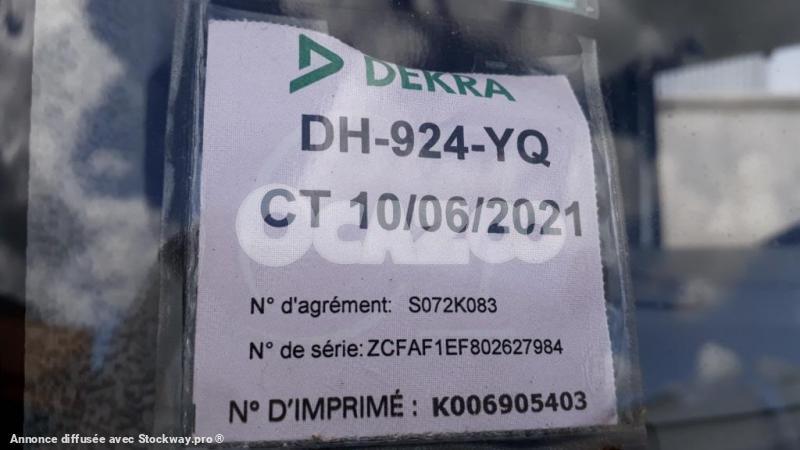 DEKRA
DH-924-YQ
CT 10/06/2021
OCAZOO
N° d'agrément: S072K083
N° de série: ZCFAF1EF802627984
N° D'IMPRIMÉ : K006905403
Annonce diffusée avec Stockway.pro®